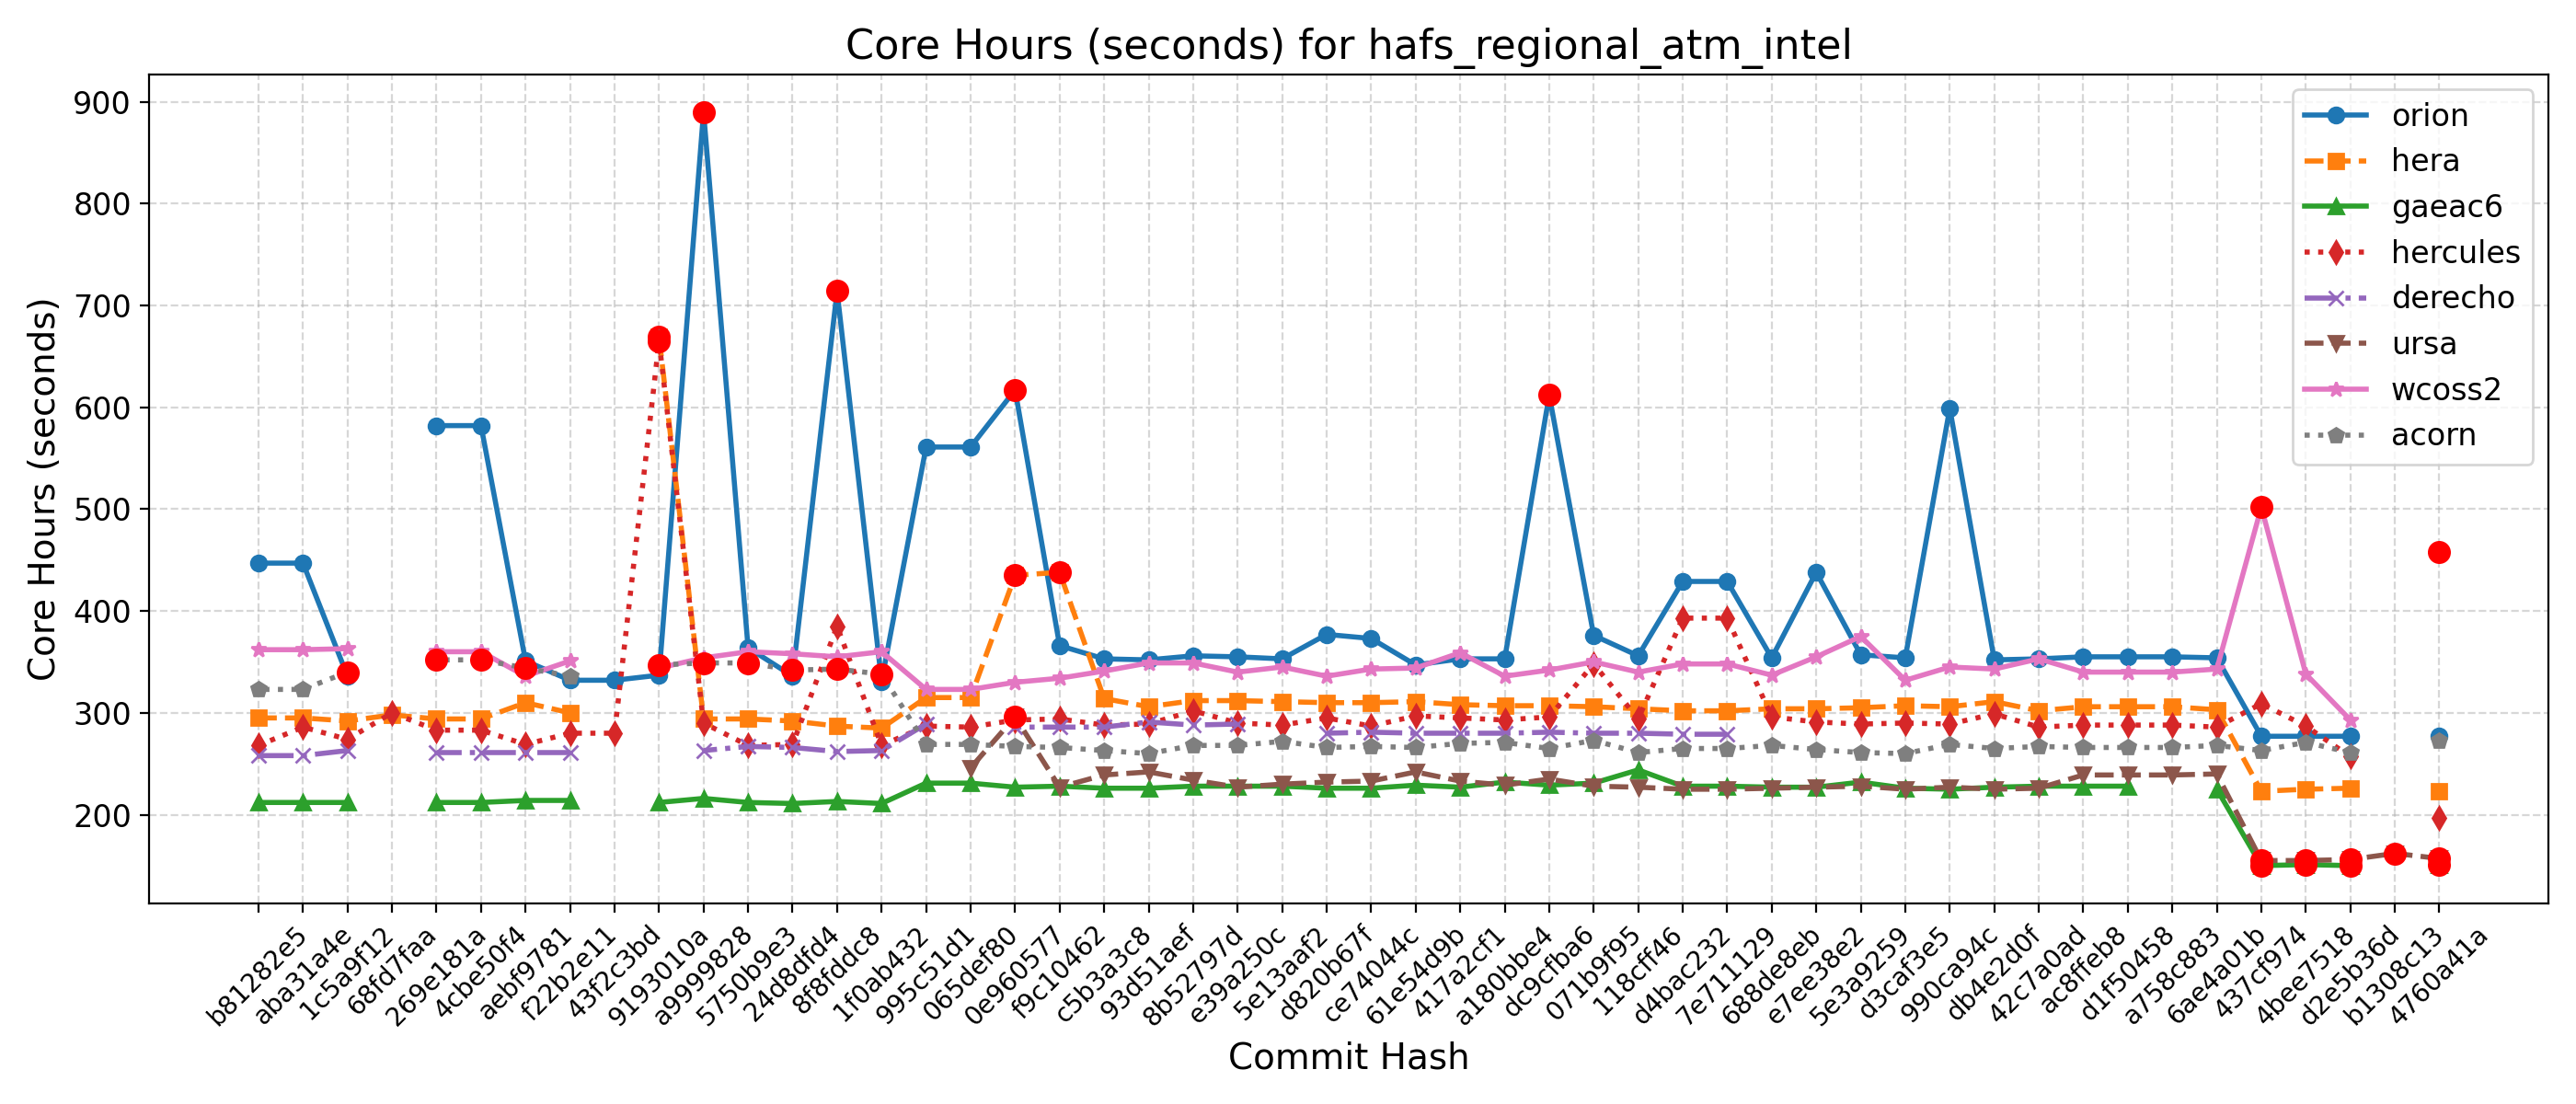 Core Hours (seconds) for hafs_regional_atm_intel
Core Hours (seconds)
900
800
700
600
500
400
300
200
orion
hera
gaeac6
hercules
derecho
ursa
wcoss2
acorn
b81282e5
aba31a4e
1c5a9f12
68fd7faa
269e181a
4cbe50f4
aebf9781
f22b2e11
43f2c3bd
9193010a
a9999828
5750b9e3
24d8dfd4
8f8fddc8
1f0ab432
995c51d1
065def80
0e960577
f9c10462
c5b3a3c8
93d51aef
8b52797d
e39a250c
5e13aaf2
d820b67f
ce74044c
61e54d9b
417a2cf1
a180bbe4
dc9cfba6
071b9f95
118cff46
d4bac232
7e711129
688de8eb
e7ee38e2
5e3a9259
d3caf3e5
990ca94c
db4e2d0f
42c7a0ad
ac8ffeb8
d1f50458
a758c883
6ae4a01b
437cf974
4bee7518
d2e5b36d
b1308c13
4760a41a
Commit Hash